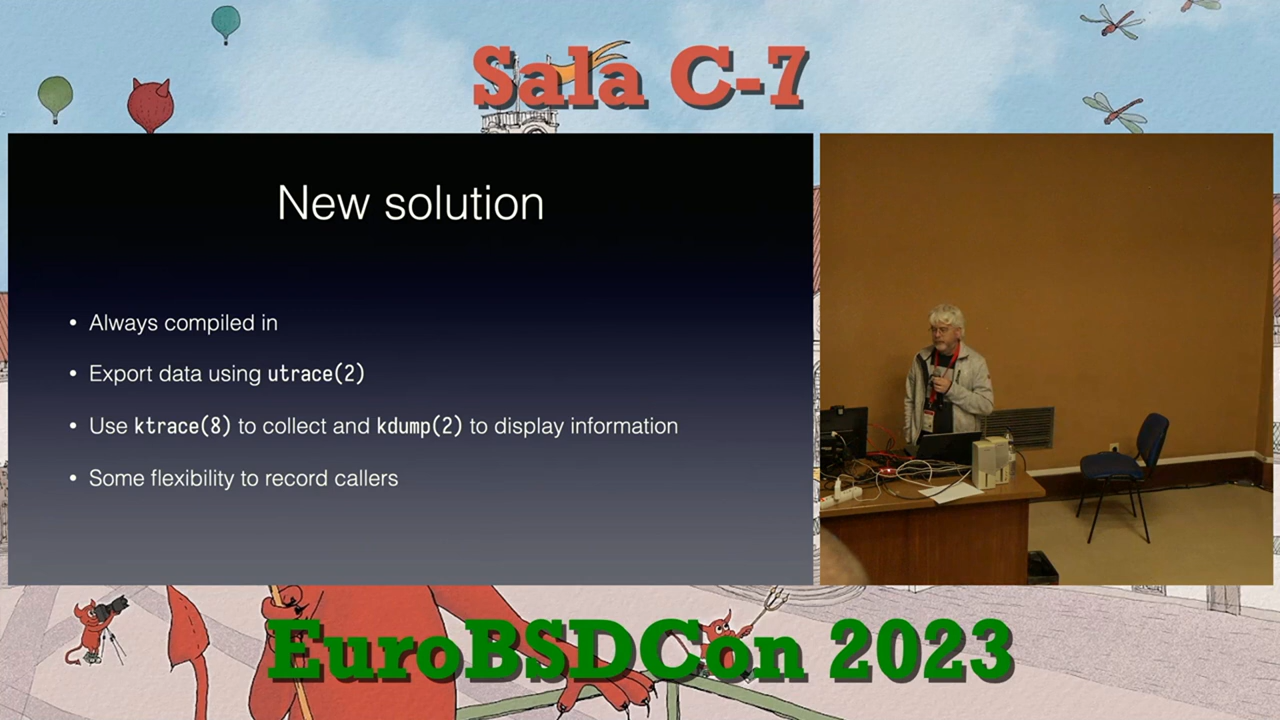 Sala C-7
New solution
• Always compiled in
• Export data using utrace(2)
• Use ktrace(8) to collect and kdump(2) to display information
• Some flexibility to record callers
EuroBSDCon 2023